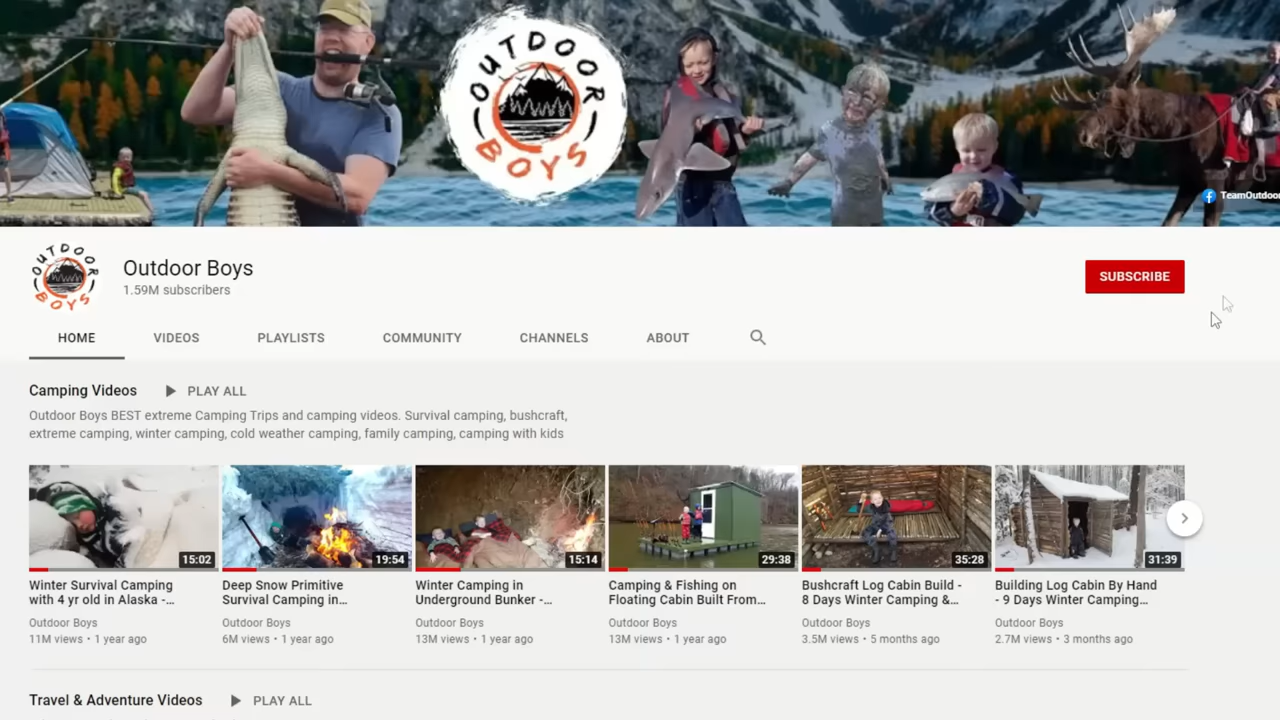 OUTDOOR
BOYS
TeamOutdoor
OUTDOOR
BOYS
Outdoor Boys
1.59M subscribers
SUBSCRIBE
HOME
VIDEOS
PLAYLISTS
COMMUNITY
CHANNELS
ABOUT
Camping Videos
PLAY ALL
Outdoor Boys BEST extreme Camping Trips and camping videos. Survival camping, bushcraft,
extreme camping, winter camping, cold weather camping, family camping, camping with kids
15:02
19:54
15:14
29:38
35:28
31:39
Winter Survival Camping
with 4 yr old in Alaska -...
Outdoor Boys
11M views • 1 year ago
Deep Snow Primitive
Survival Camping in...
Outdoor Boys
6M views • 1 year ago
Winter Camping in
Underground Bunker -...
Outdoor Boys
13M views • 1 year ago
Camping & Fishing on
Floating Cabin Built From...
Outdoor Boys
13M views • 1 year ago
Bushcraft Log Cabin Build -
8 Days Winter Camping &...
Outdoor Boys
3.5M views • 5 months ago
Building Log Cabin By Hand
- 9 Days Winter Camping...
Outdoor Boys
2.7M views • 3 months ago
Travel & Adventure Videos
PLAY ALL